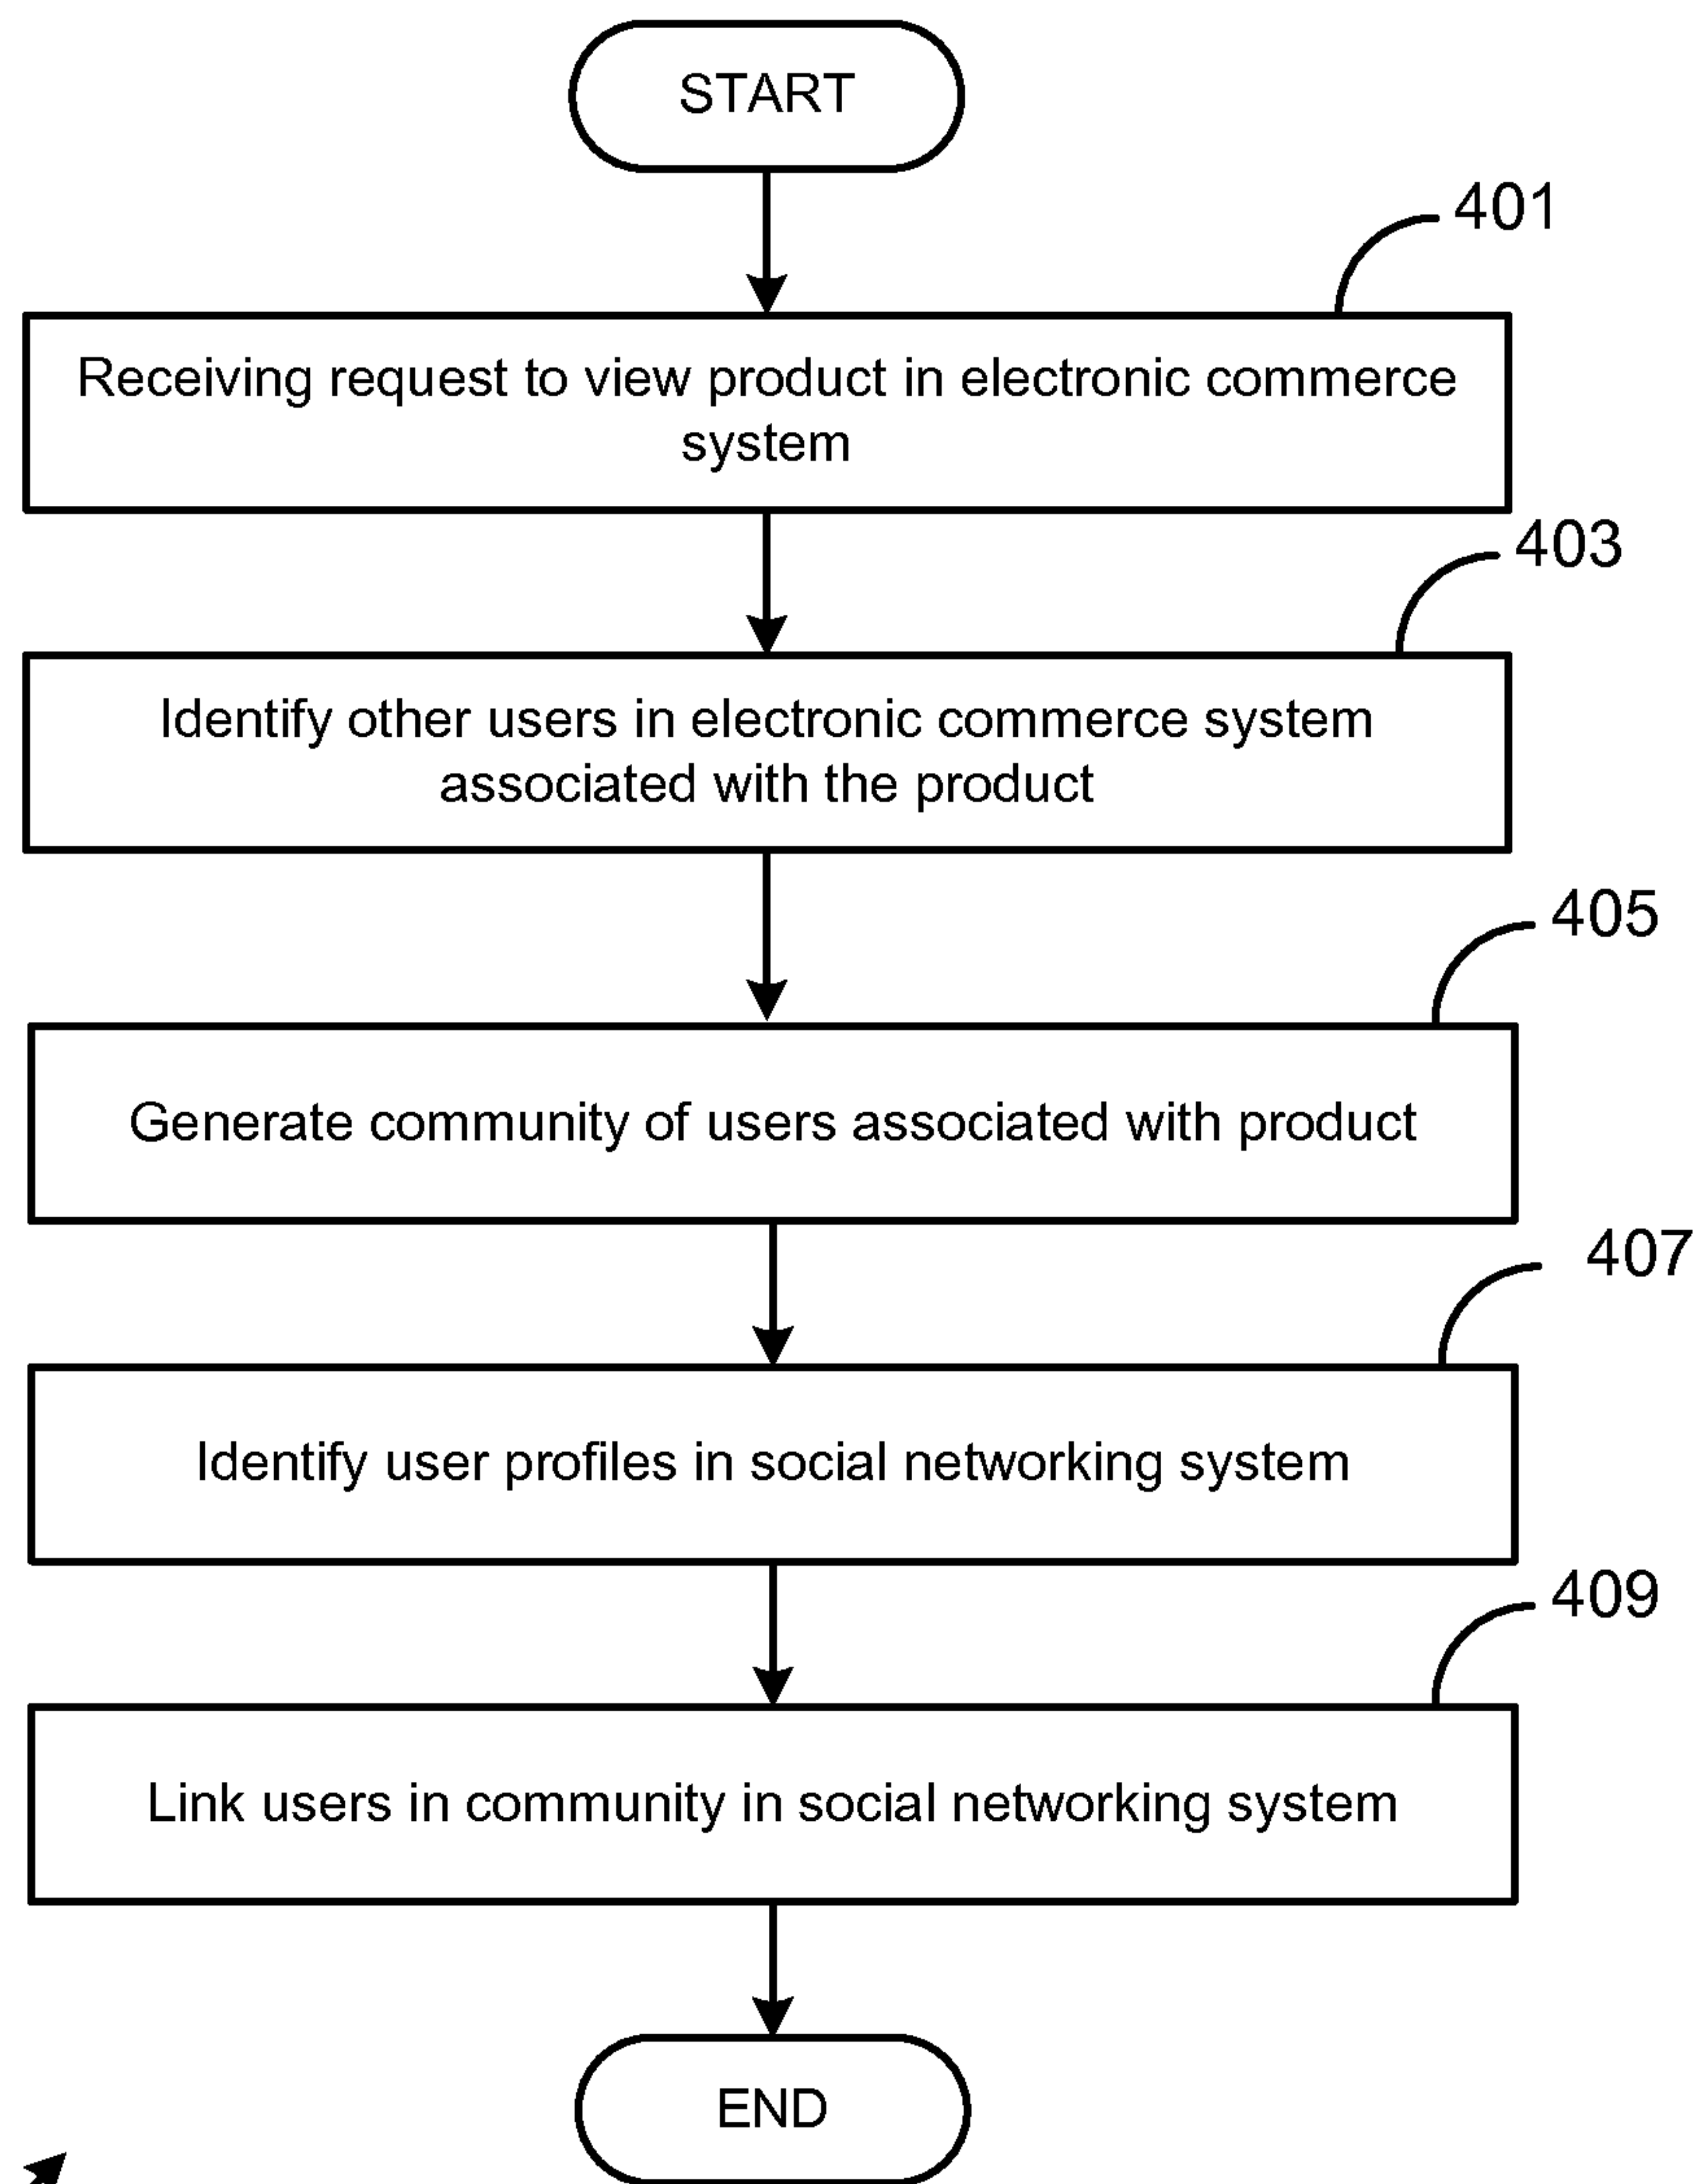 START
401
Receiving request to view product in electronic commerce
system
403
Identify other users in electronic commerce system
associated with the product
405
Generate community of users associated with product
407
Identify user profiles in social networking system
409
Link users in community in social networking system
END